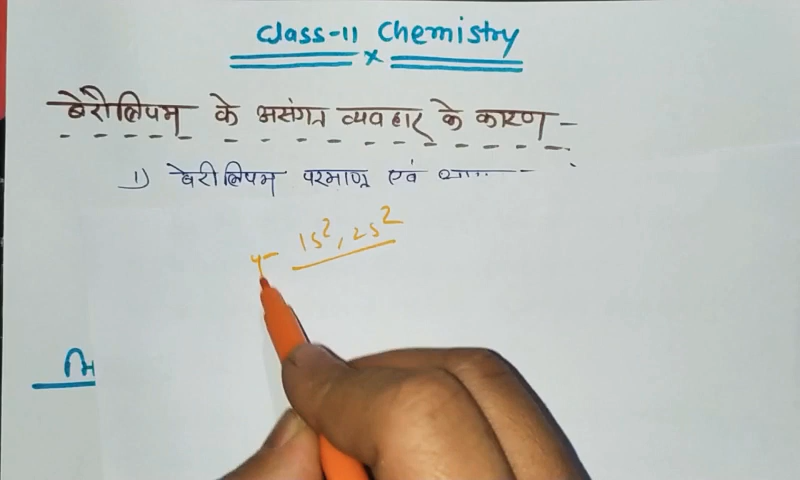 Class-11 Chemistry
x
बेरीलियम के असंगत व्यवहार के कारण -
1) बेरीलियम परमाणु एवं
4- 1s², 2s²